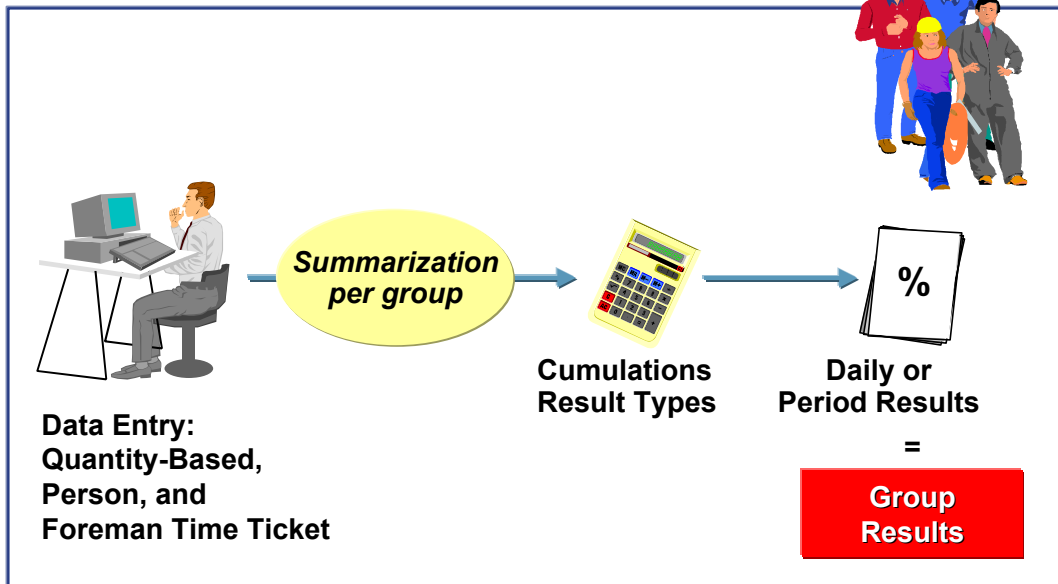 Summarization
per group
%
Cumulations
Result Types
Daily or
Period Results
=
Group
Results
Data Entry:
Quantity-Based,
Person, and
Foreman Time Ticket